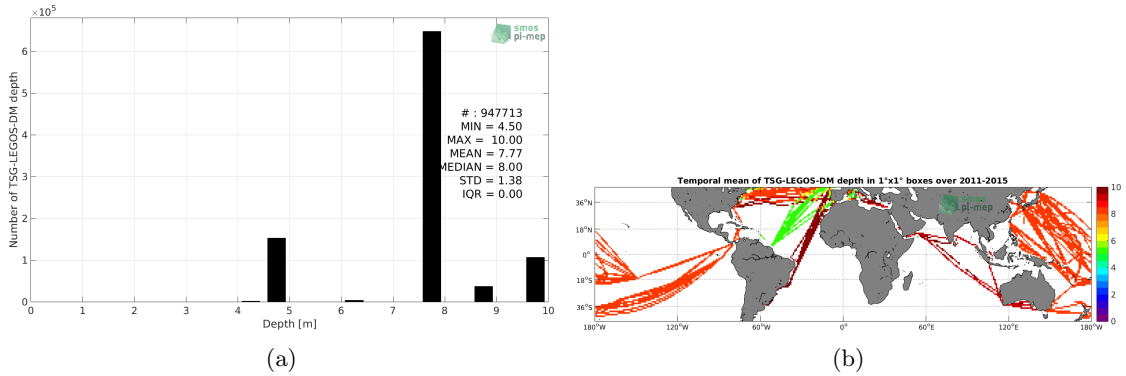 ×10⁵
smos
pi-mep
Number of TSG-LEGOS-DM depth
6
5
4
3
2
1
0
# : 947713
MIN = 4.50
MAX = 10.00
MEAN = 7.77
MEDIAN = 8.00
STD = 1.38
IQR = 0.00
0 1 2 3 4 5 6 7 8 9 10
Depth [m]
(a)
Temporal mean of TSG-LEGOS-DM depth in 1°x1° boxes over 2011-2015
smos
pi-mep
36°N
18°N
0°
18°S
36°S
180°W 120°W 60°W 0° 60°E 120°E 180°W
10
8
6
4
2
0
(b)